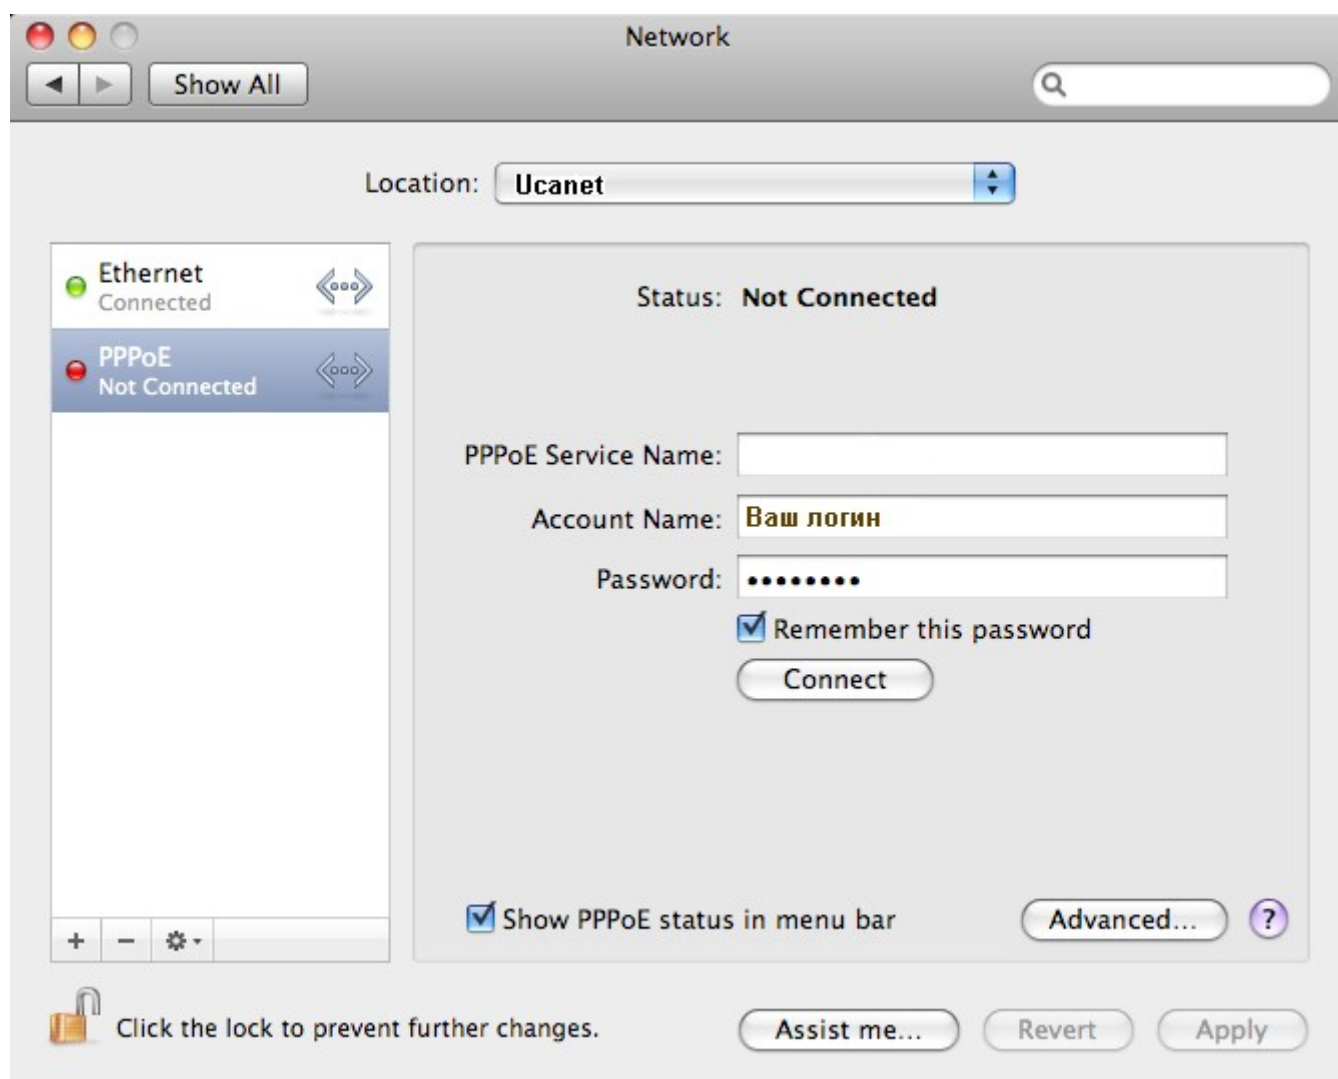 Network
Show All
Location: Ucanet
Ethernet
Connected
PPPoE
Not Connected
Status: Not Connected
PPPoE Service Name:
Account Name: Ваш логин
Password: ••••••••
Remember this password
Connect
Show PPPoE status in menu bar
Advanced... ?
Click the lock to prevent further changes.
Assist me... Revert Apply